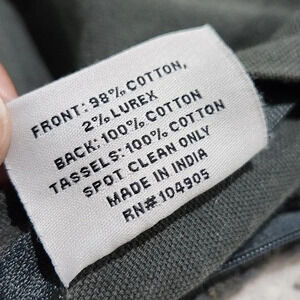 FRONT: 98% COTTON,
2% LUREX
BACK: 100% COTTON
TASSELS: 100% COTTON
SPOT CLEAN ONLY
MADE IN INDIA
RN# 104905